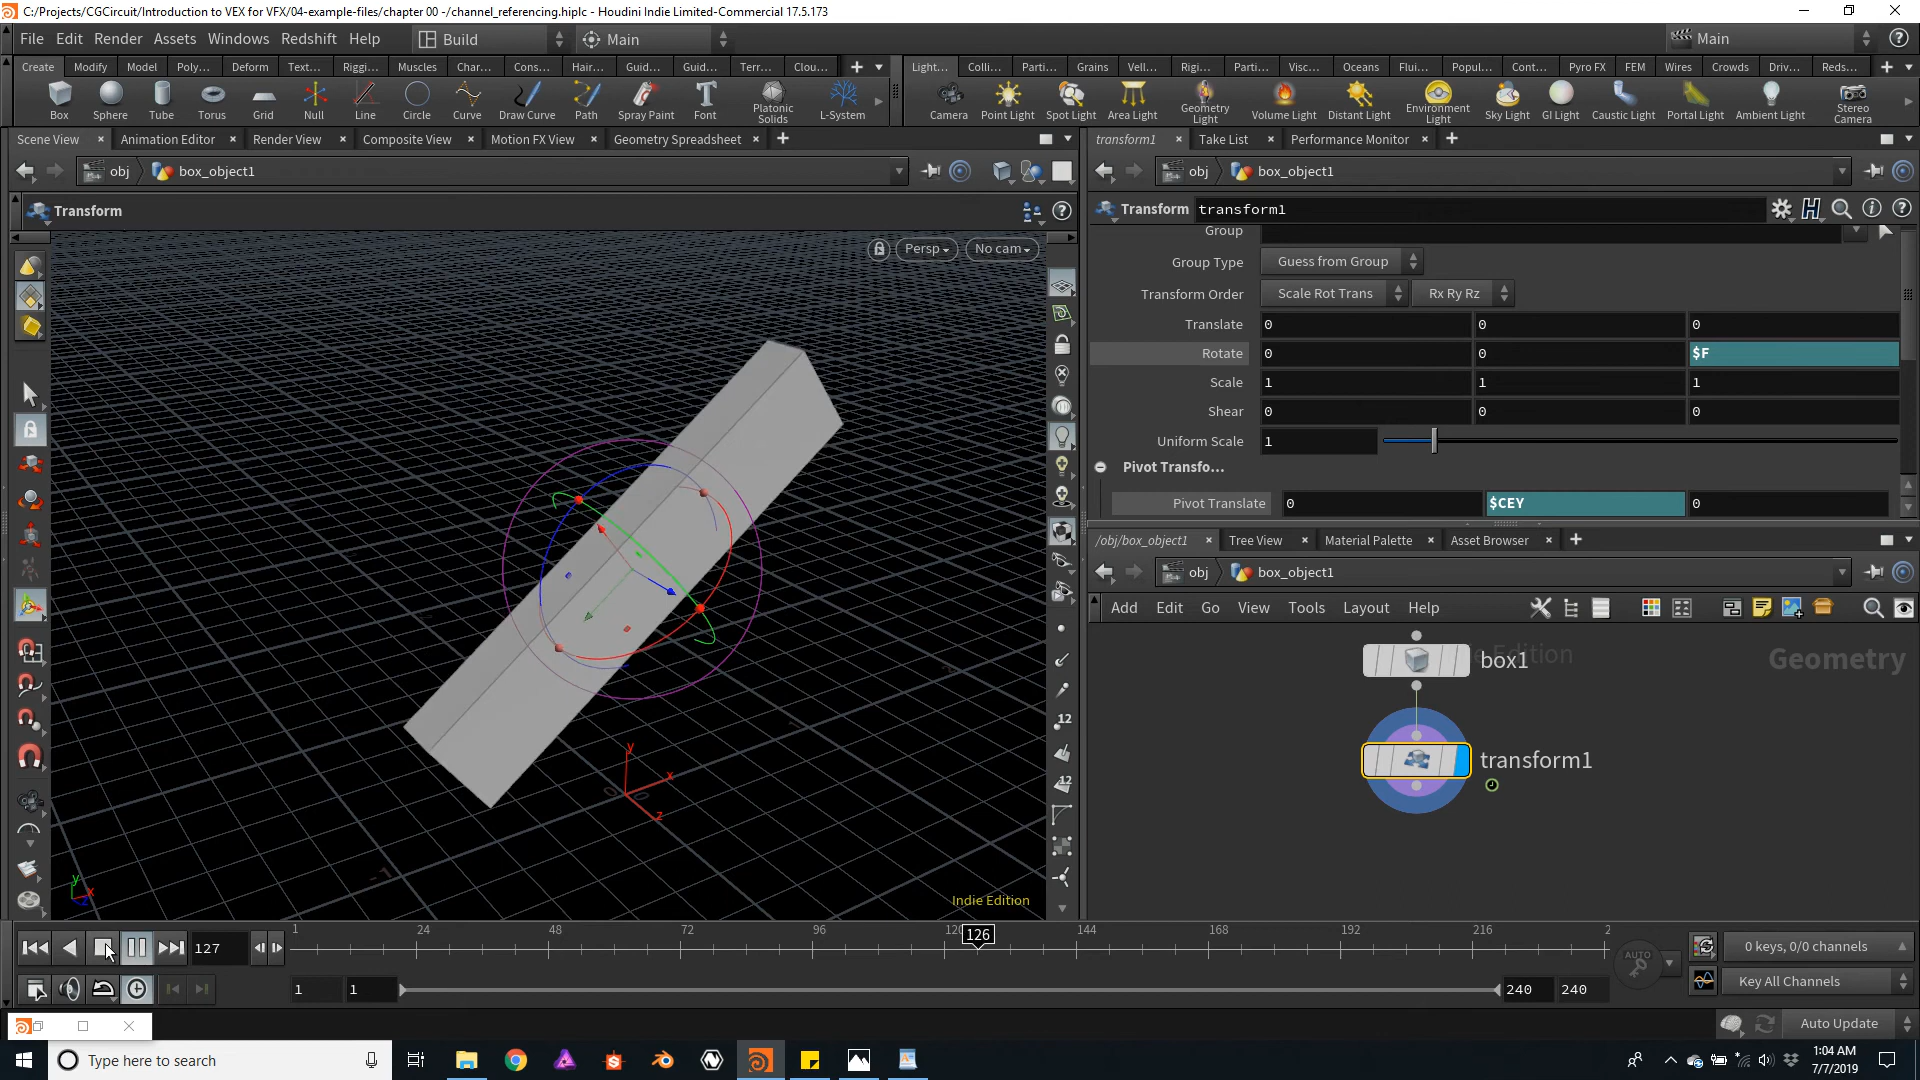 C:/Projects/CGCircuit/Introduction to VEX for VFX/04-example-files/chapter 00 -/channel_referencing.hiplc - Houdini Indie Limited-Commercial 17.5.173
File Edit Render Assets Windows Redshift Help Build Main Main
Create Modify Model Poly... Deform Text... Riggi... Muscles Char... Cons... Hair... Guid... Guid... Terr... Clou...
Light... Colli... Parti... Grains Vell... Rigi... Parti... Visc... Oceans Flui... Popul... Cont... Pyro FX FEM Wires Crowds Driv... Reds...
Box Sphere Tube Torus Grid Null Line Circle Curve Draw Curve Path Spray Paint Font Platonic Solids L-System
Camera Point Light Spot Light Area Light Geometry Light Volume Light Distant Light Environment Light Sky Light GI Light Caustic Light Portal Light Ambient Light Stereo Camera
Scene View Animation Editor Render View Composite View Motion FX View Geometry Spreadsheet
transform1 Take List Performance Monitor
obj box_object1
obj box_object1
Transform
Transform transform1
Persp No cam
Group
Group Type Guess from Group
Transform Order Scale Rot Trans Rx Ry Rz
Translate 0 0 0
Rotate 0 0 $F
Scale 1 1 1
Shear 0 0 0
Uniform Scale 1
Pivot Transfo...
Pivot Translate 0 $CEY 0
/obj/box_object1 Tree View Material Palette Asset Browser
obj box_object1
Add Edit Go View Tools Layout Help
Edition
Geometry
box1
transform1
12
12
y
x
z
y
x
-1
Indie Edition
127
1 24 48 72 96 120 126 144 168 192 216 2
AUTO
0 keys, 0/0 channels
1 1 240 240
Key All Channels
Auto Update
Type here to search
1:04 AM
7/7/2019